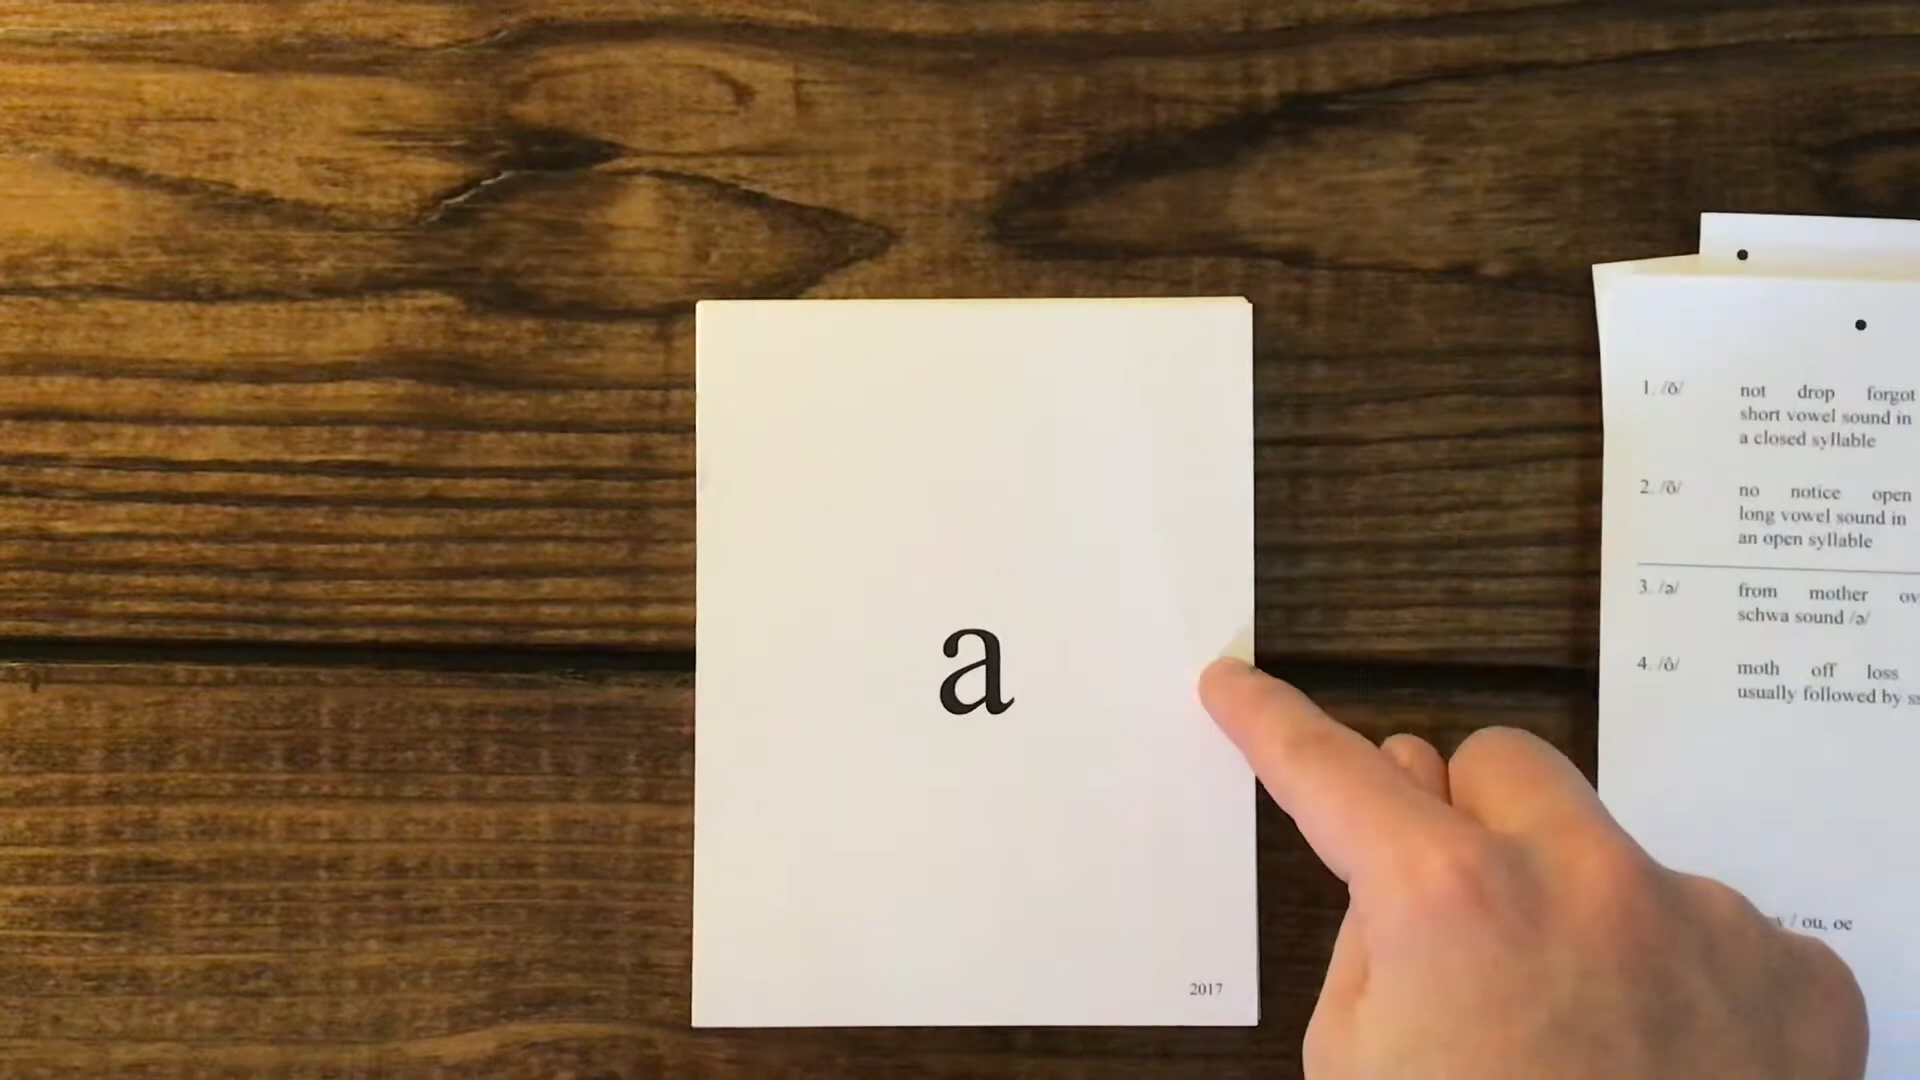 a
2017
1. /ŏ/ not drop forgot
short vowel sound in
a closed syllable
2. /ō/ no notice open
long vowel sound in
an open syllable
3. /ə/ from mother
schwa sound /ə/
4. /ô/ moth off loss
usually followed by
/ ou, oe